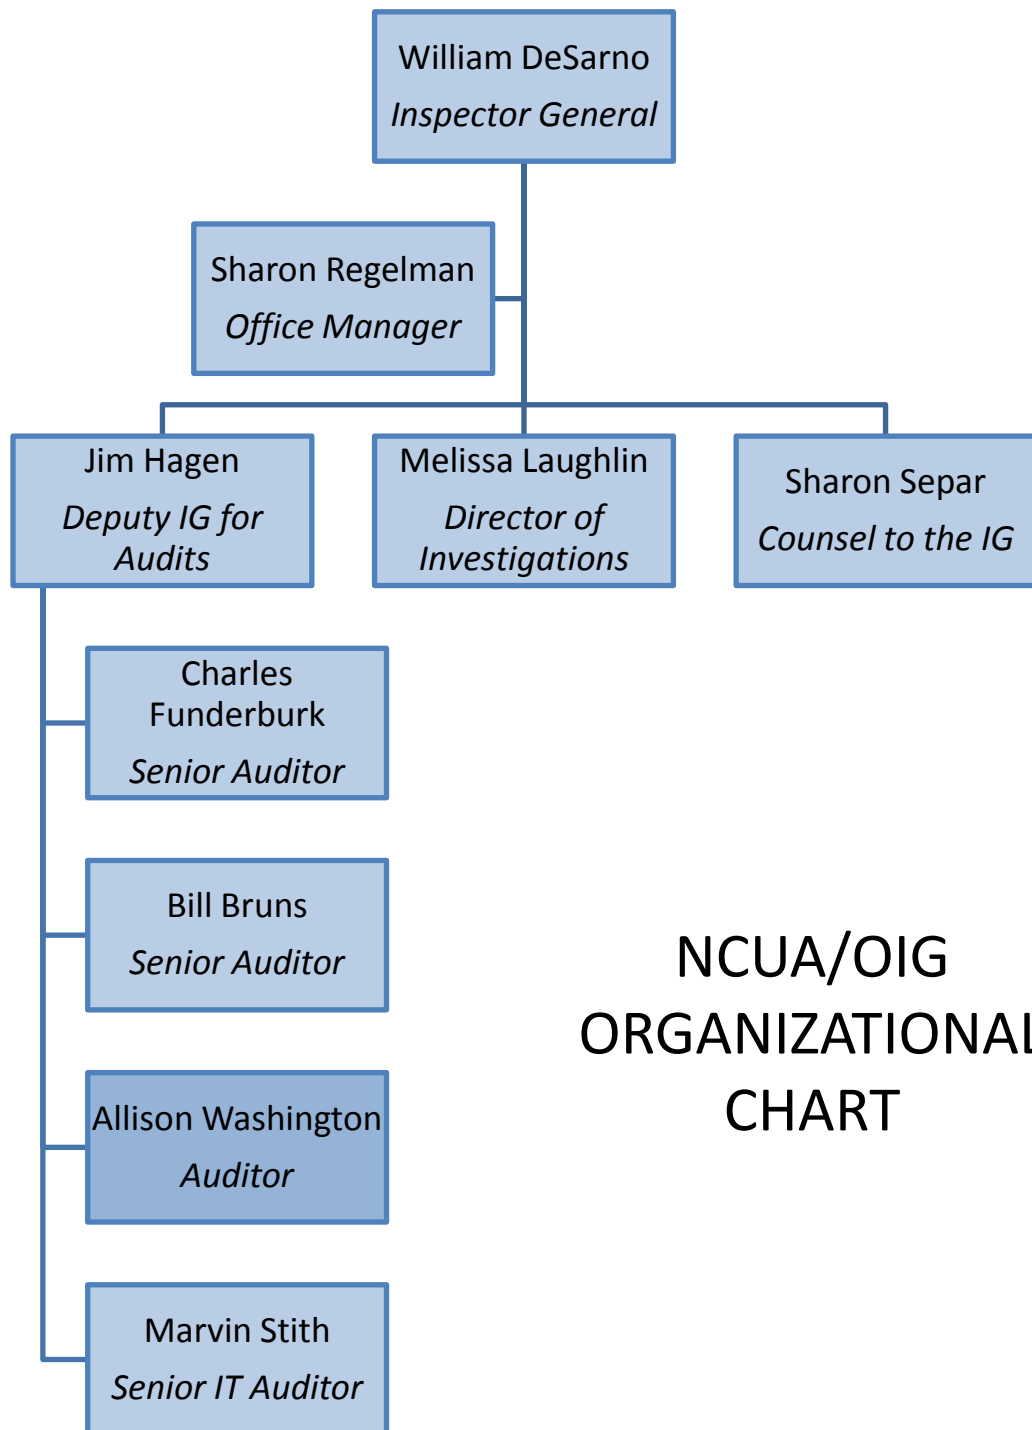 William DeSarno
Inspector General
Sharon Regelman
Office Manager
Jim Hagen
Deputy IG for
Audits
Melissa Laughlin
Director of
Investigations
Sharon Separ
Counsel to the IG
Charles
Funderburk
Senior Auditor
Bill Bruns
Senior Auditor
Allison Washington
Auditor
Marvin Stith
Senior IT Auditor
NCUA/OIG
ORGANIZATIONAL
CHART